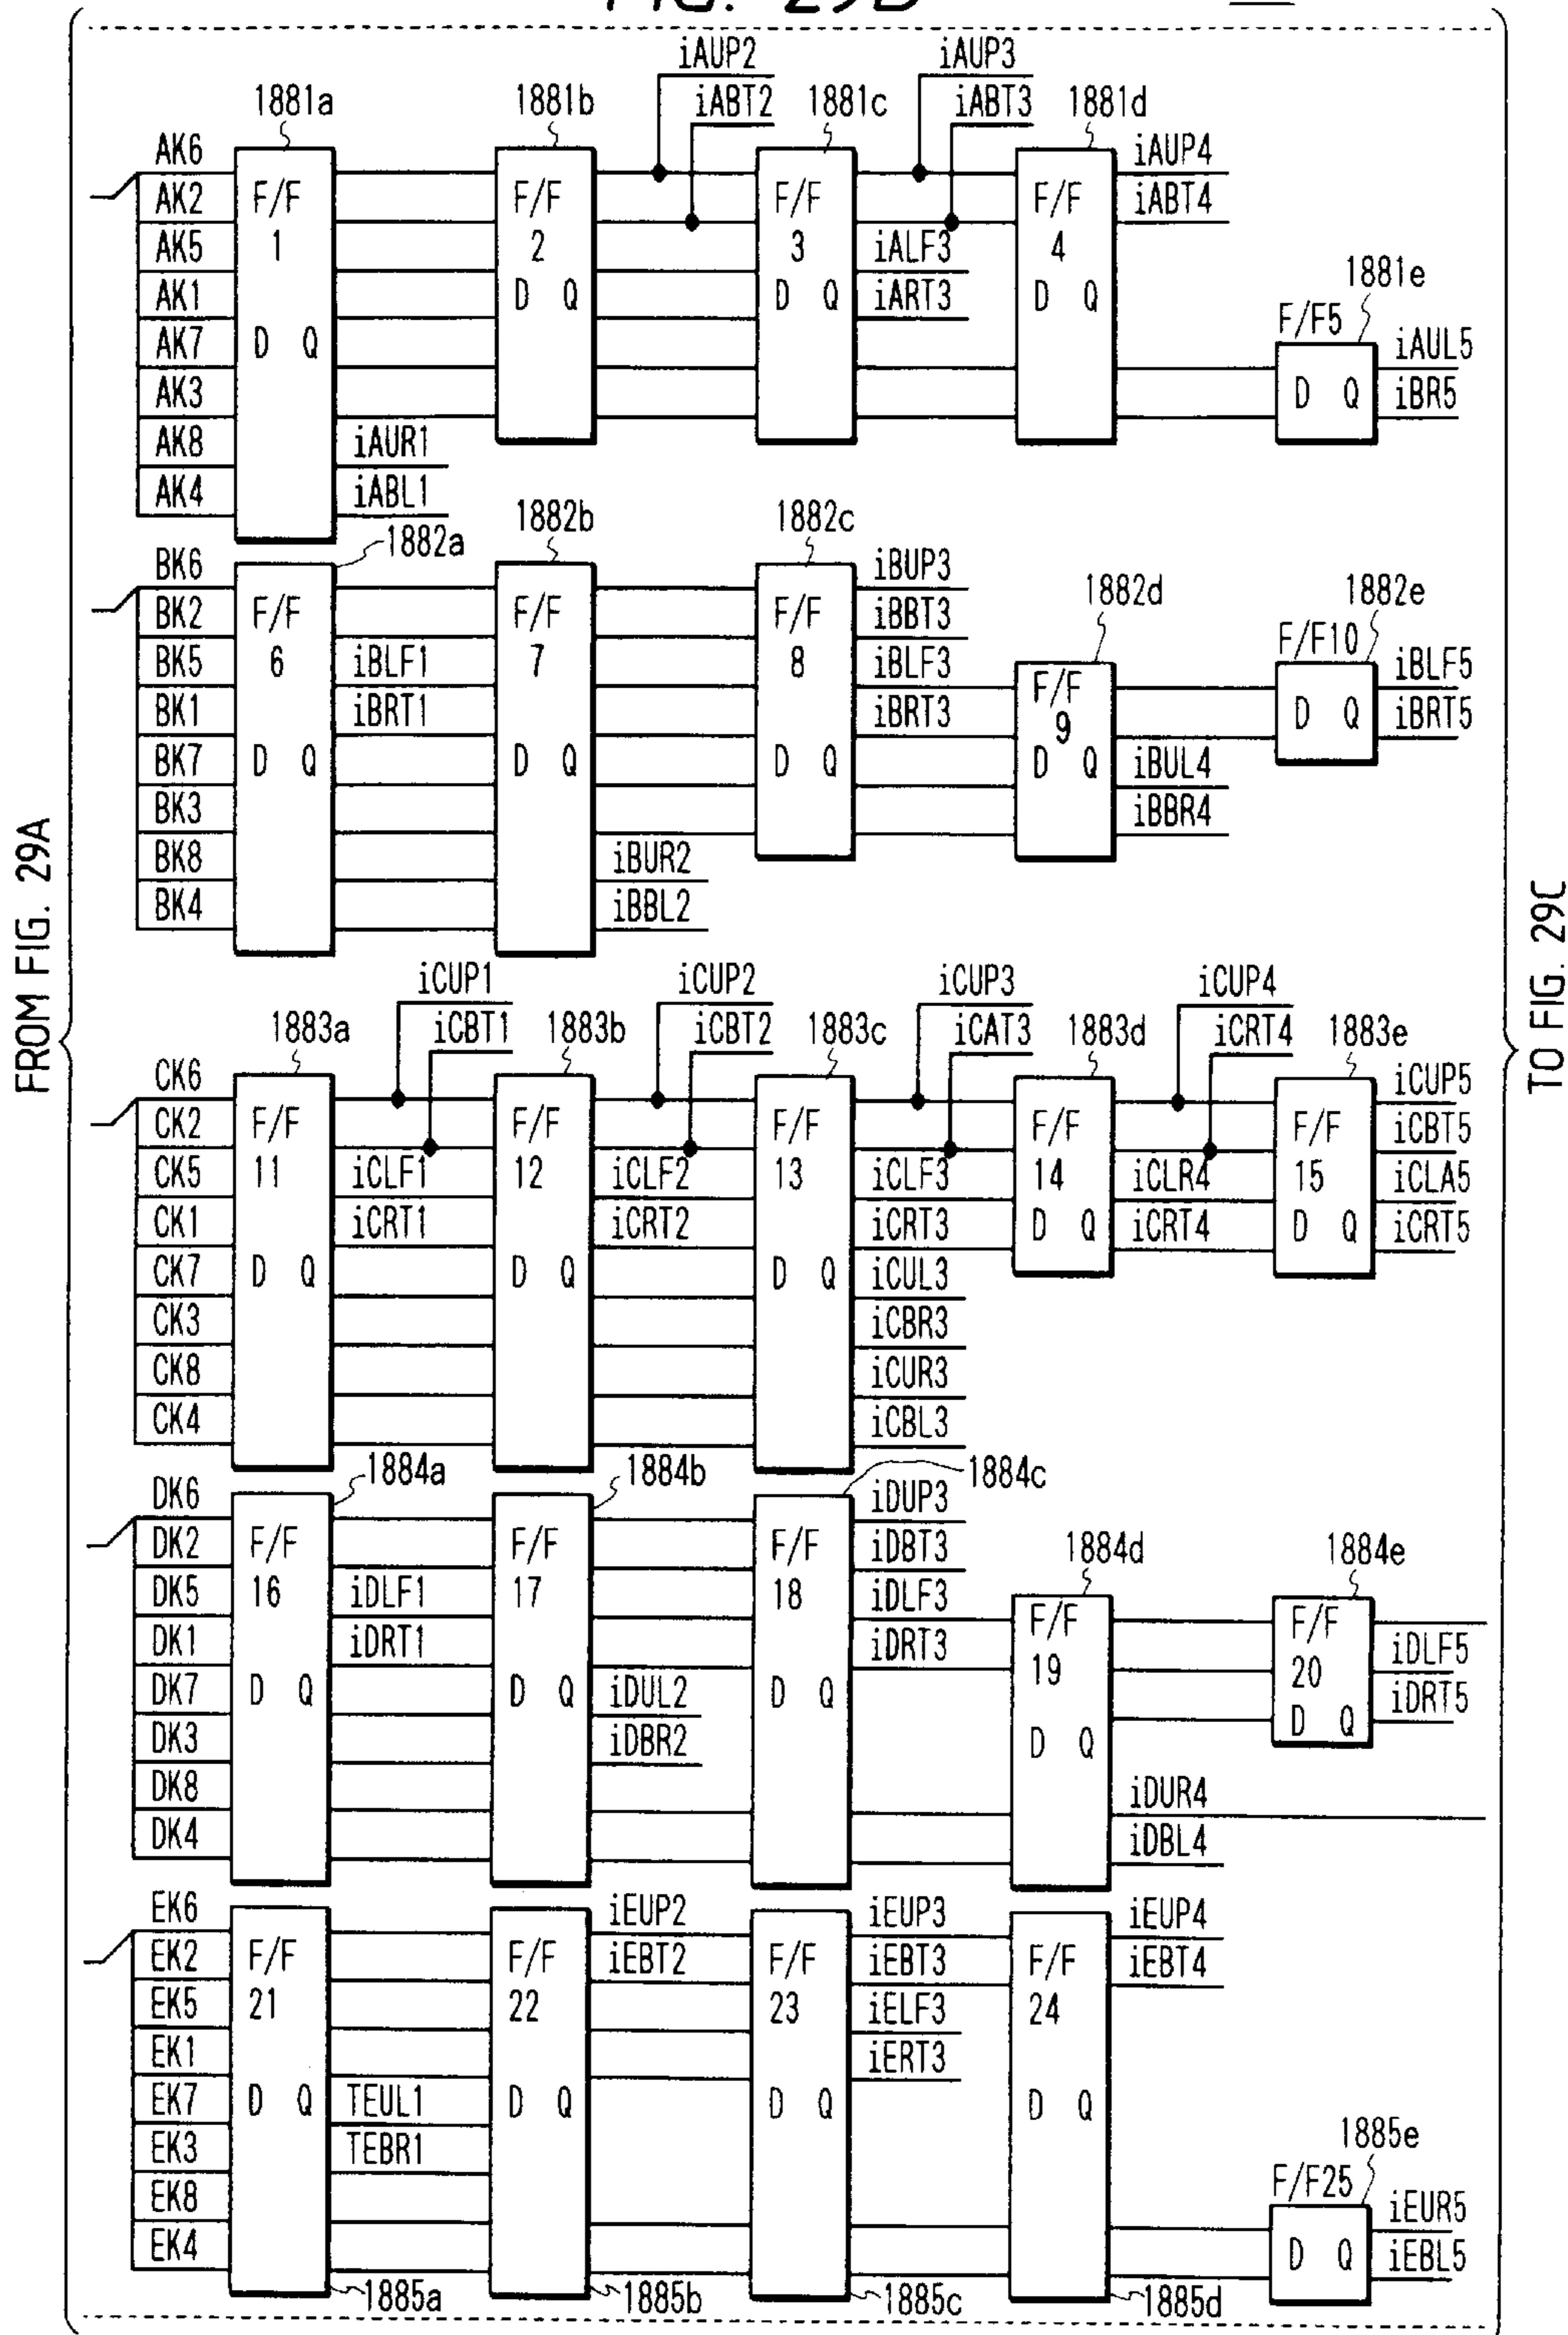 FIG. 29B
FROM FIG. 29A
TO FIG. 29C
iAUP2
iAUP3
1881a
1881b
iABT2
1881c
iABT3
1881d
AK6
AK2
AK5
AK1
AK7
AK3
AK8
AK4
F/F
1
D Q
iAUR1
iABL1
F/F
2
D Q
F/F
3
D Q
iALF3
iART3
F/F
4
D Q
iAUP4
iABT4
1881e
F/F5
D Q
iAUL5
iBR5
1882a
1882b
1882c
1882d
1882e
BK6
BK2
BK5
BK1
BK7
BK3
BK8
BK4
F/F
6
D Q
iBLF1
iBRT1
F/F
7
D Q
iBUR2
iBBL2
F/F
8
D Q
iBUP3
iBBT3
iBLF3
iBRT3
F/F
9
D Q
iBUL4
iBBR4
F/F10
D Q
iBLF5
iBRT5
iCUP1
iCUP2
iCUP3
iCUP4
1883a
iCBT1
1883b
iCBT2
1883c
iCAT3
1883d
iCRT4
1883e
CK6
CK2
CK5
CK1
CK7
CK3
CK8
CK4
F/F
11
D Q
iCLF1
iCRT1
F/F
12
D Q
iCLF2
iCRT2
F/F
13
D Q
iCLF3
iCRT3
iCUL3
iCBR3
iCUR3
iCBL3
F/F
14
D Q
iCLR4
iCRT4
F/F
15
D Q
iCUP5
iCBT5
iCLA5
iCRT5
1884a
1884b
1884c
1884d
1884e
DK6
DK2
DK5
DK1
DK7
DK3
DK8
DK4
F/F
16
D Q
iDLF1
iDRT1
F/F
17
D Q
iDUL2
iDBR2
F/F
18
D Q
iDUP3
iDBT3
iDLF3
iDRT3
F/F
19
D Q
iDUR4
iDBL4
F/F
20
D Q
iDLF5
iDRT5
EK6
EK2
EK5
EK1
EK7
EK3
EK8
EK4
F/F
21
D Q
TEUL1
TEBR1
F/F
22
D Q
iEUP2
iEBT2
F/F
23
D Q
iEUP3
iEBT3
iELF3
iERT3
F/F
24
D Q
iEUP4
iEBT4
1885e
F/F25
D Q
iEUR5
iEBL5
1885a
1885b
1885c
1885d